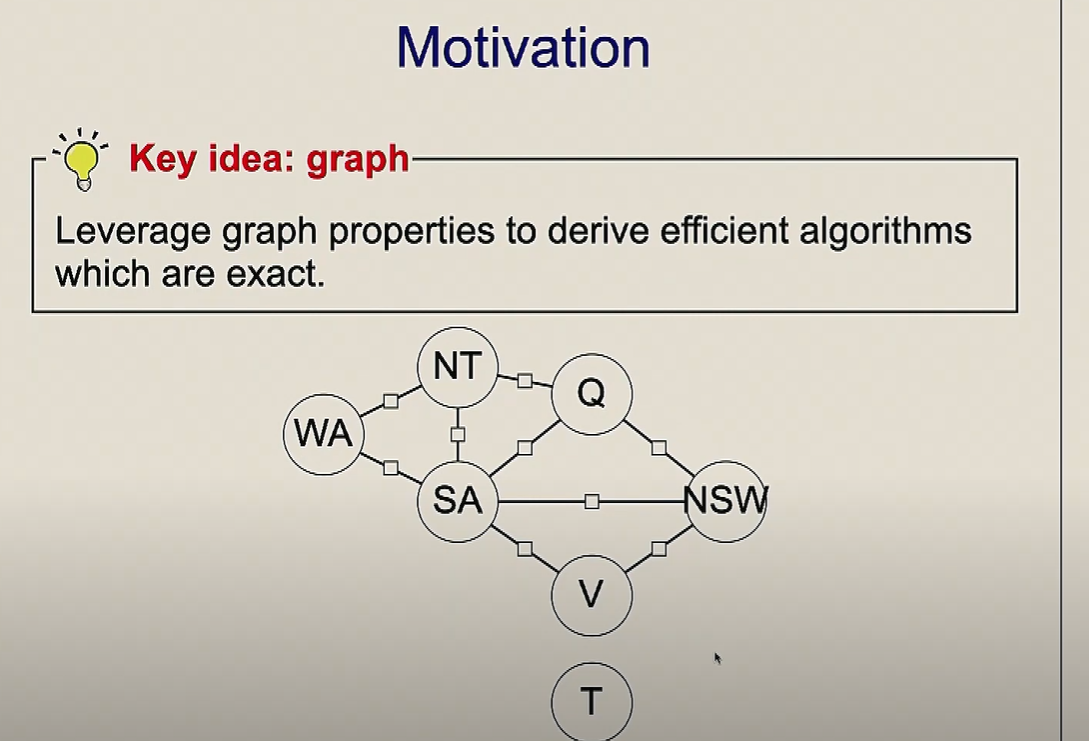 Motivation
Key idea: graph
Leverage graph properties to derive efficient algorithms
which are exact.
NT
Q
WA
SA
NSW
V
T